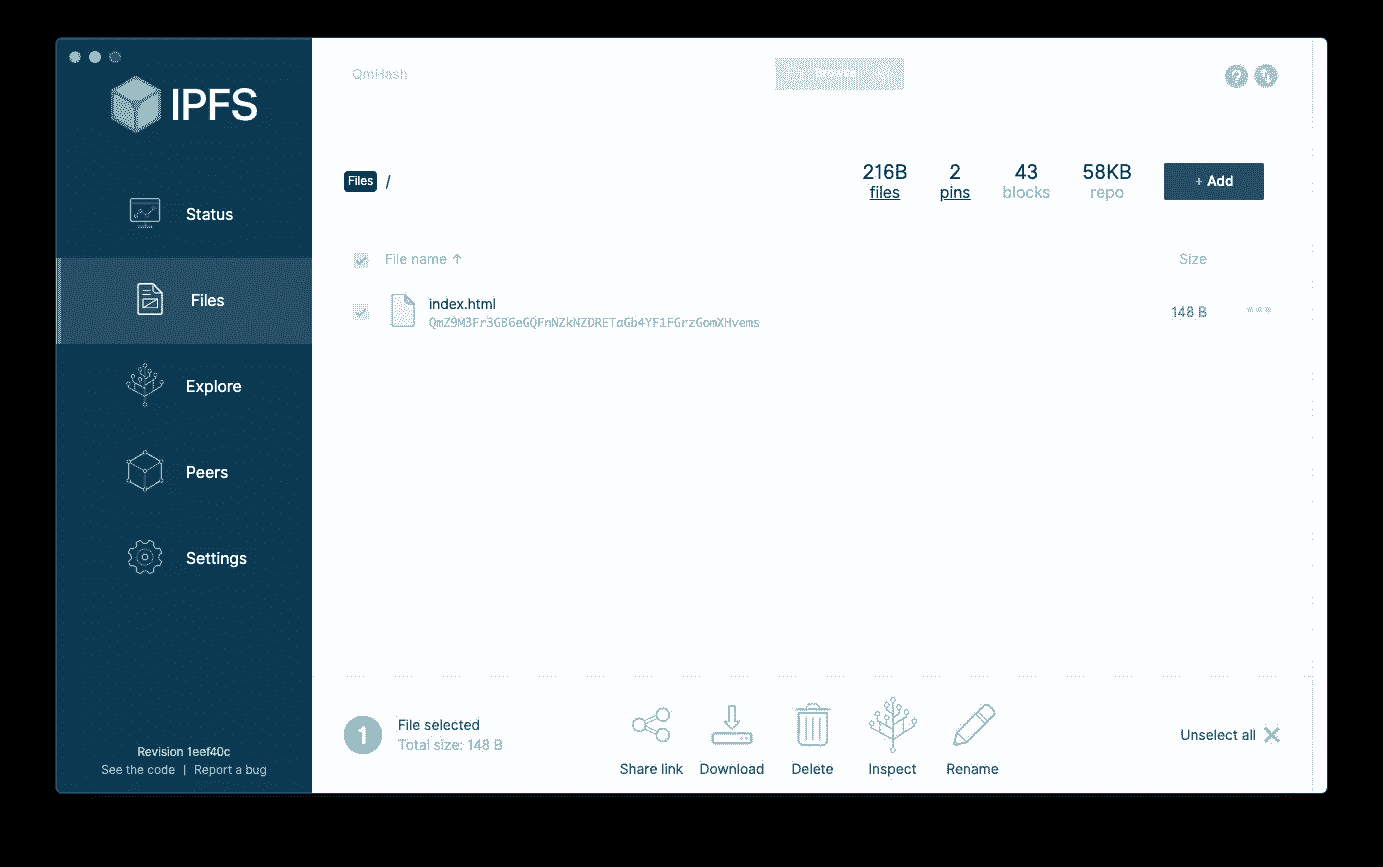 IPFS
QmHash
Browse
Files /
216B
files
2
pins
43
blocks
58KB
repo
+ Add
Status
Files
Explore
Peers
Settings
File name ↑
Size
index.html
148 B
1
File selected
Total size: 148 B
Share link
Download
Delete
Inspect
Rename
Unselect all
Revision 1eef40c
See the code | Report a bug